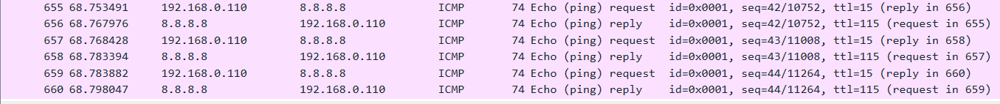 655 68.753491 192.168.0.110 8.8.8.8 ICMP 74 Echo (ping) request id=0x0001, seq=42/10752, ttl=15 (reply in 656)
656 68.767976 8.8.8.8 192.168.0.110 ICMP 74 Echo (ping) reply id=0x0001, seq=42/10752, ttl=115 (request in 655)
657 68.768428 192.168.0.110 8.8.8.8 ICMP 74 Echo (ping) request id=0x0001, seq=43/11008, ttl=15 (reply in 658)
658 68.783394 8.8.8.8 192.168.0.110 ICMP 74 Echo (ping) reply id=0x0001, seq=43/11008, ttl=115 (request in 657)
659 68.783882 192.168.0.110 8.8.8.8 ICMP 74 Echo (ping) request id=0x0001, seq=44/11264, ttl=15 (reply in 660)
660 68.798047 8.8.8.8 192.168.0.110 ICMP 74 Echo (ping) reply id=0x0001, seq=44/11264, ttl=115 (request in 659)